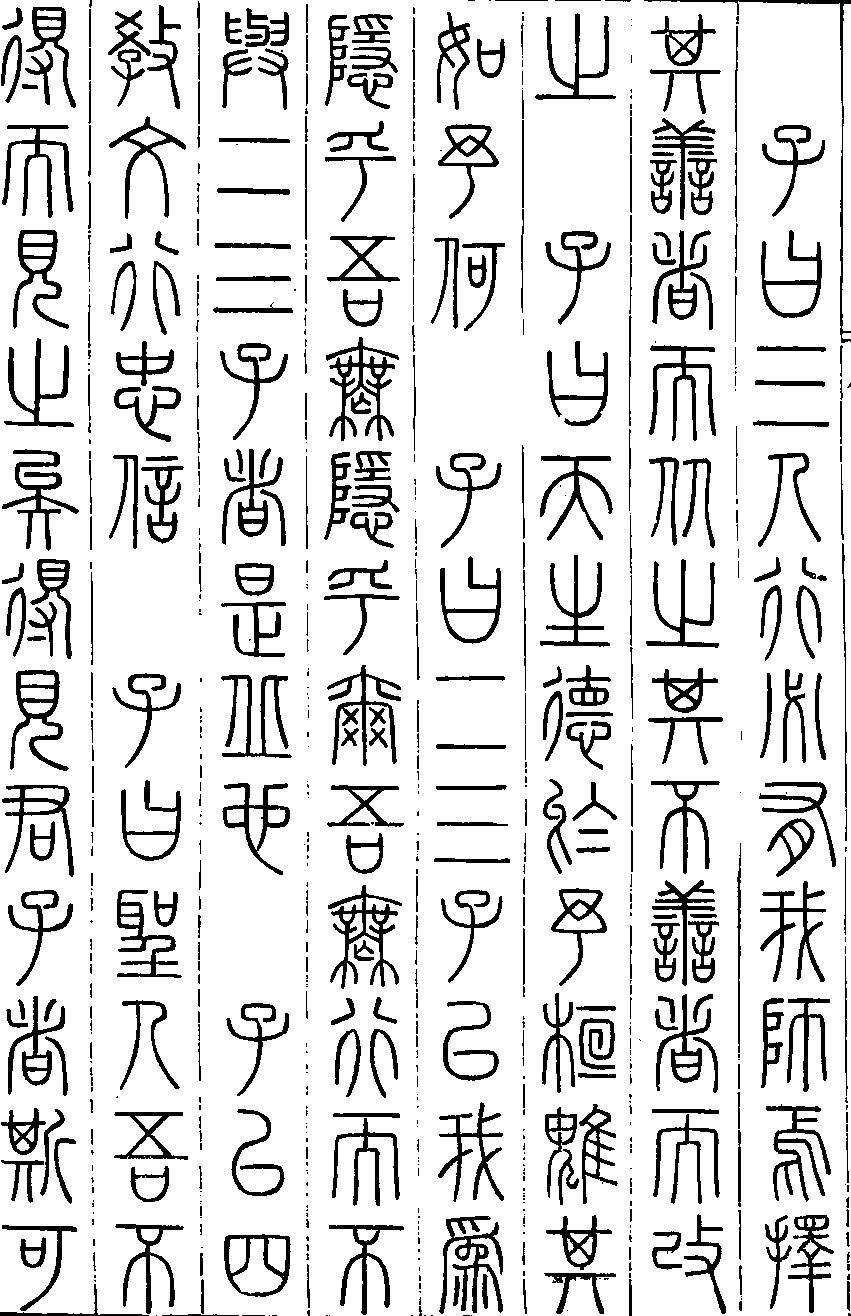 子曰三人行必有我師焉擇
其善者而从之其不善者而改
之　子曰天生德於予桓魋其
如予何　子曰二三子以我爲
隱乎吾無隱乎爾吾無行而不
與二三子者是丘也　子以四
教文行忠信　子曰聖人吾不
得而見之矣得見君子者斯可